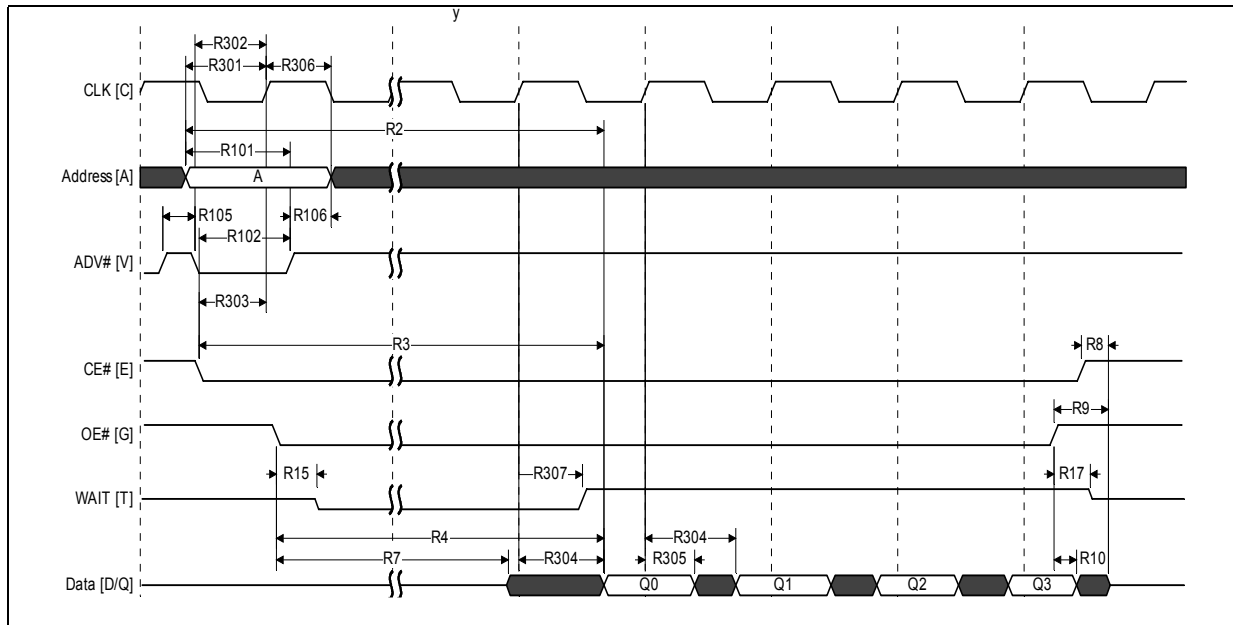 y
R302
R301 R306
CLK [C]
R2
R101
Address [A] A
R105 R106
R102
ADV# [V]
R303
R3 R8
CE# [E]
R9
OE# [G]
R15 R307 R17
WAIT [T]
R4 R304
R7 R304 R305 R10
Data [D/Q] Q0 Q1 Q2 Q3